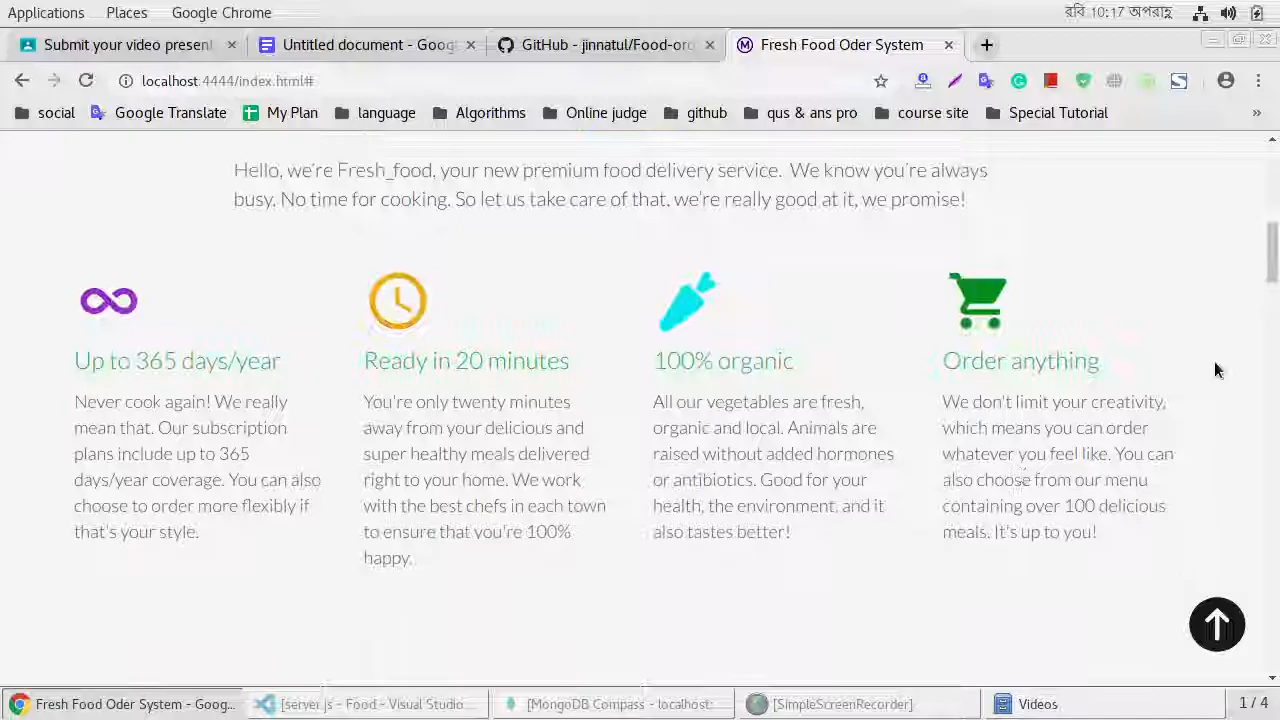 Applications Places Google Chrome রবি 10:17 অপরাহ্ণ
Submit your video present Untitled document - Goog GitHub - jinnatul/Food-ord Fresh Food Oder System
localhost:4444/index.html#
social Google Translate My Plan language Algorithms Online judge github qus & ans pro course site Special Tutorial »
Hello, we're Fresh_food, your new premium food delivery service. We know you're always
busy. No time for cooking. So let us take care of that, we're really good at it, we promise!
Up to 365 days/year
Never cook again! We really
mean that. Our subscription
plans include up to 365
days/year coverage. You can also
choose to order more flexibly if
that's your style.
Ready in 20 minutes
You're only twenty minutes
away from your delicious and
super healthy meals delivered
right to your home. We work
with the best chefs in each town
to ensure that you're 100%
happy.
100% organic
All our vegetables are fresh,
organic and local. Animals are
raised without added hormones
or antibiotics. Good for your
health, the environment, and it
also tastes better!
Order anything
We don't limit your creativity,
which means you can order
whatever you feel like. You can
also choose from our menu
containing over 100 delicious
meals. It's up to you!
Fresh Food Oder System - Goog... [server.js - Food - Visual Studio ... [MongoDB Compass - localhost: [SimpleScreenRecorder] Videos 1 / 4